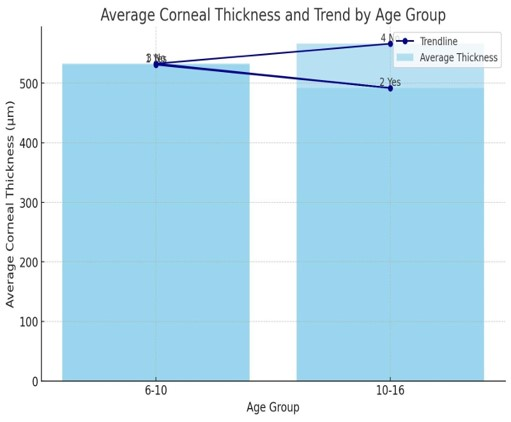 Average Corneal Thickness and Trend by Age Group
Trendline
Average Thickness
4
2 Yes
500
400
300
200
100
0
6-10
10-16
Average Corneal Thickness (µm)
Age Group